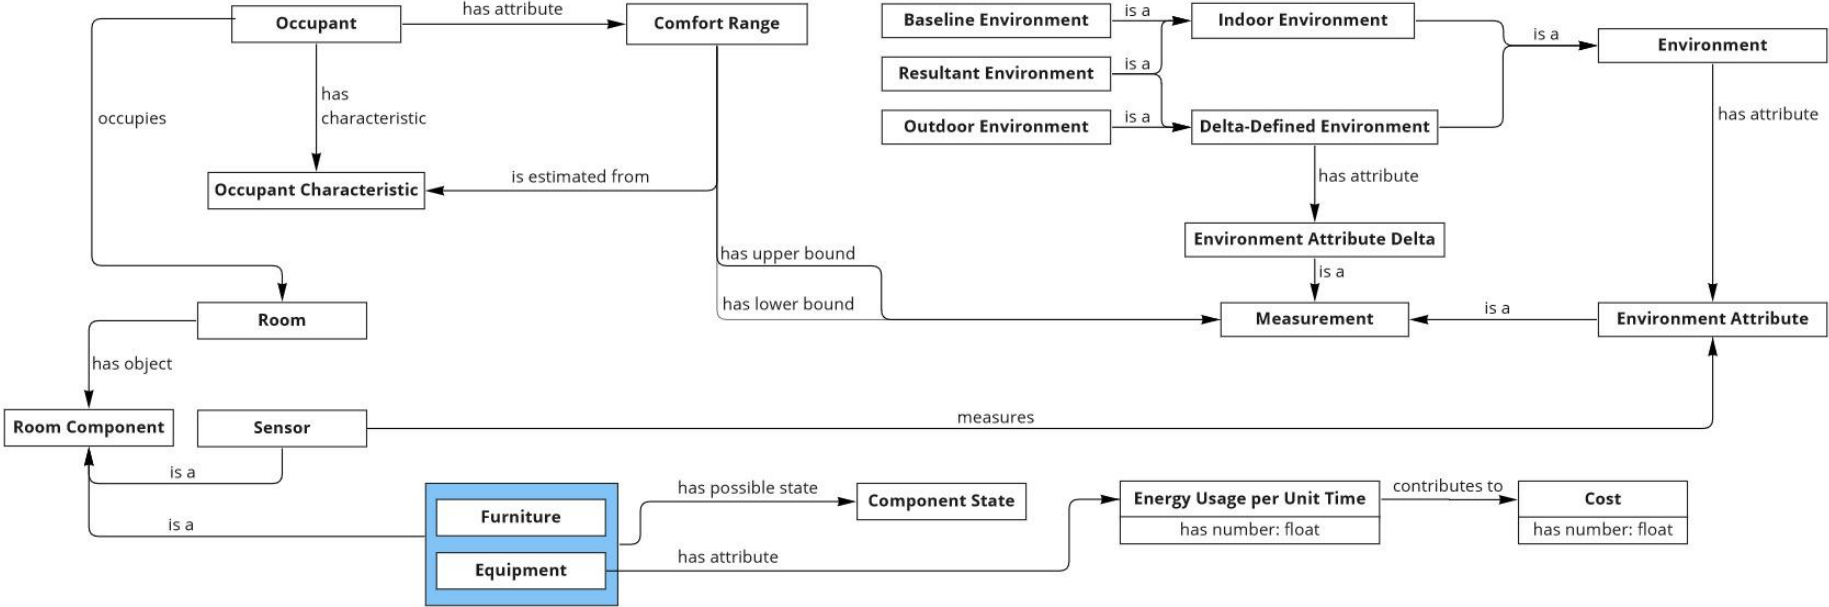 Occupant
has attribute
Comfort Range
Baseline Environment
is a
Indoor Environment
is a
Environment
Resultant Environment
is a
has
characteristic
occupies
Outdoor Environment
is a
Delta-Defined Environment
has attribute
Occupant Characteristic
is estimated from
has attribute
Environment Attribute Delta
has upper bound
is a
has lower bound
Room
Measurement
is a
Environment Attribute
has object
Room Component
Sensor
measures
is a
has possible state
Component State
Energy Usage per Unit Time
contributes to
Cost
is a
Furniture
has number: float
has number: float
has attribute
Equipment